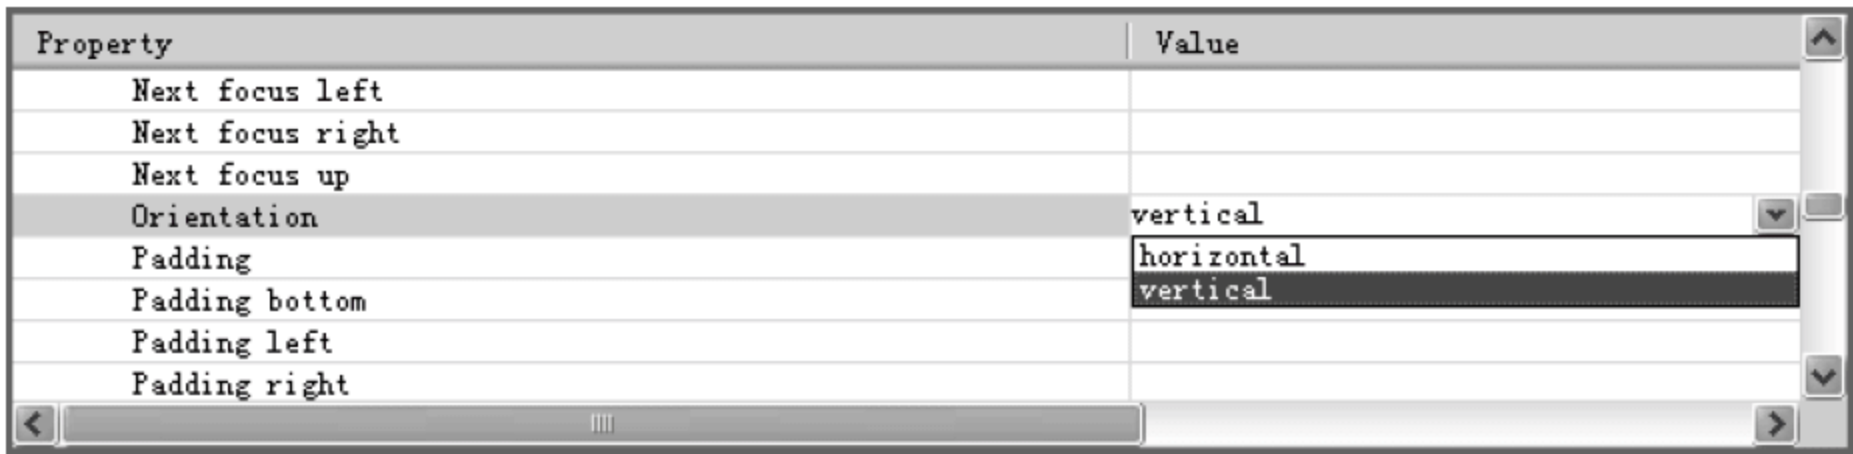 Property Value
Next focus left
Next focus right
Next focus up
Orientation vertical
Padding horizontal
vertical
Padding bottom
Padding left
Padding right